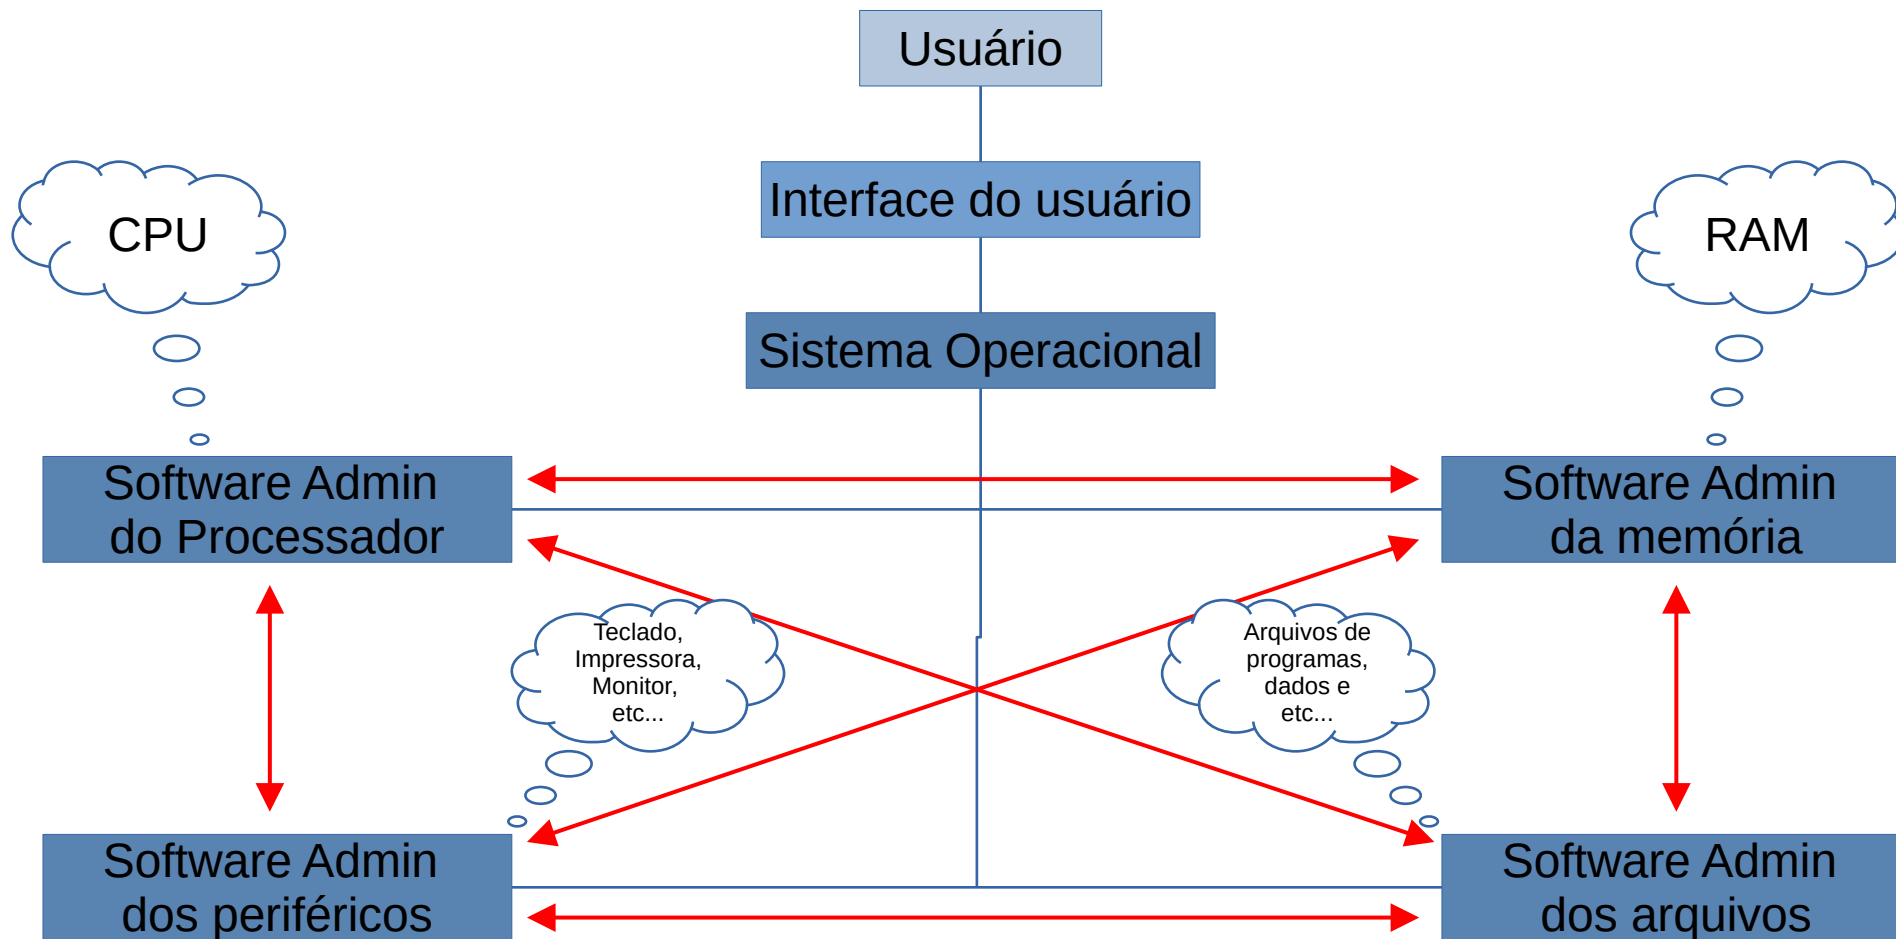 Usuário
Interface do usuário
CPU
RAM
Sistema Operacional
Software Admin
do Processador
Software Admin
da memória
Teclado,
Impressora,
Monitor,
etc...
Arquivos de
programas,
dados e
etc...
Software Admin
dos periféricos
Software Admin
dos arquivos